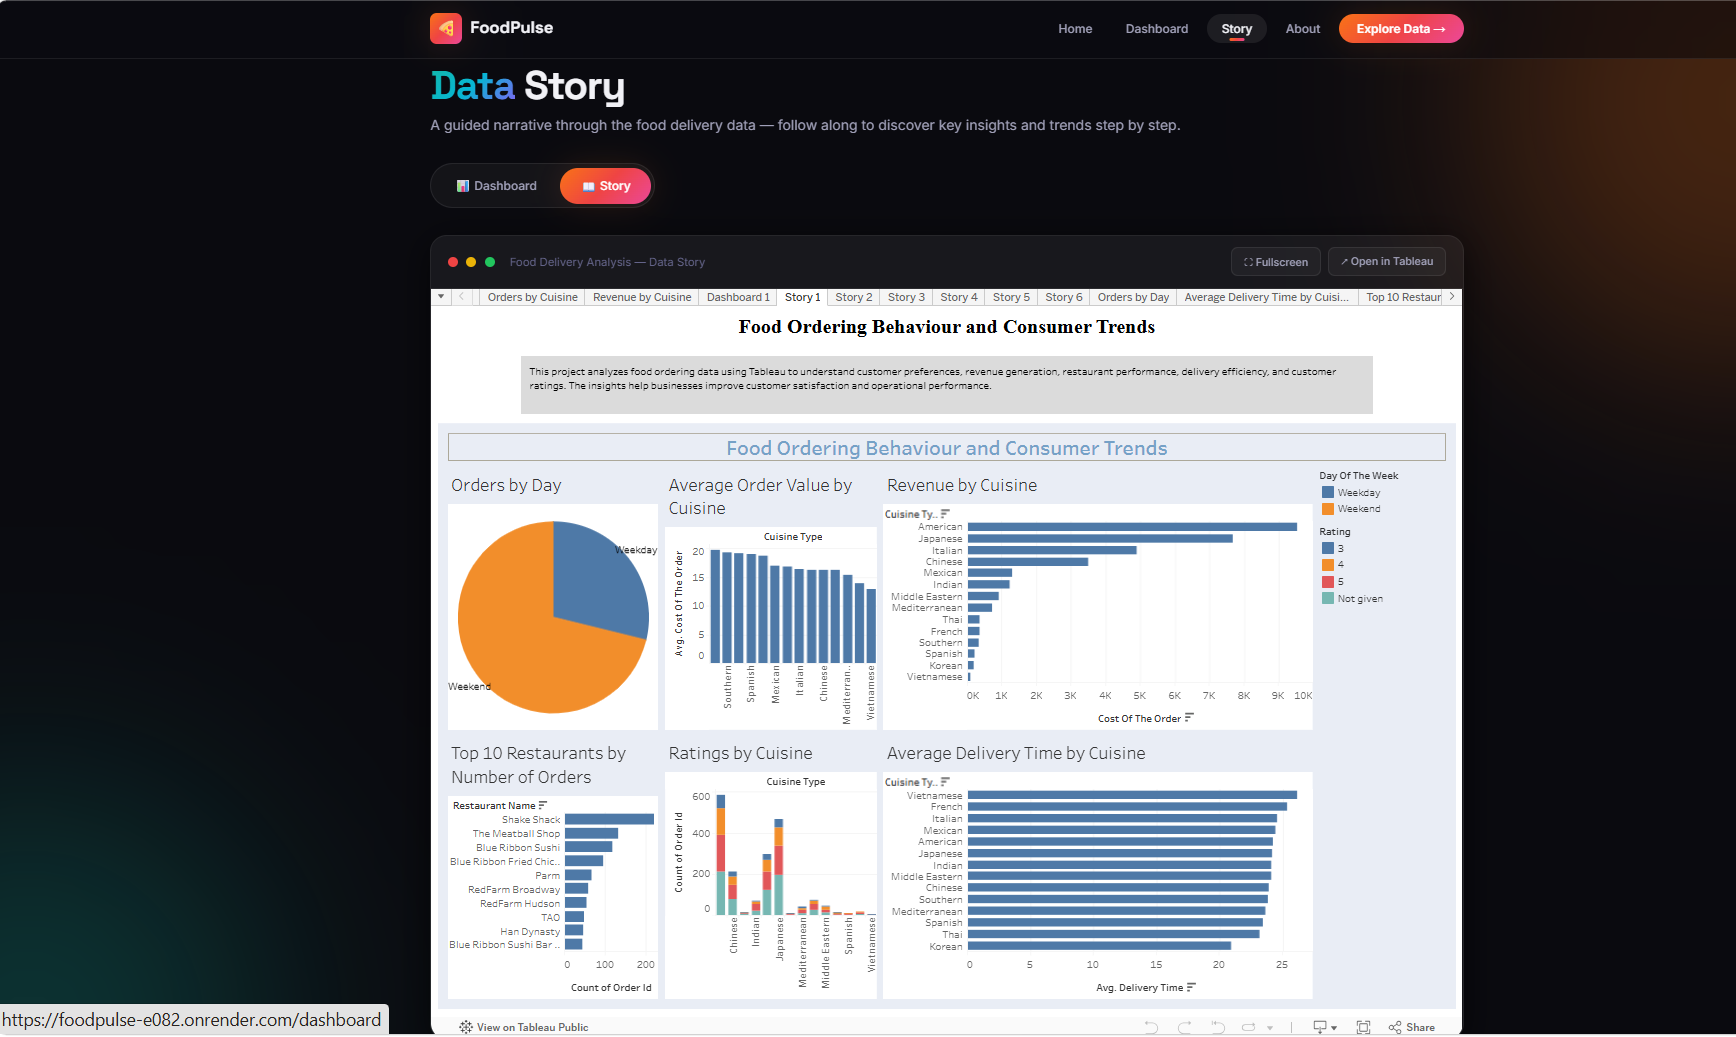 FoodPulse
Home
Dashboard
Story
About
Explore Data →
Data Story
A guided narrative through the food delivery data — follow along to discover key insights and trends step by step.
Dashboard
Story
Food Delivery Analysis — Data Story
Fullscreen
↗ Open in Tableau
Orders by Cuisine
Revenue by Cuisine
Dashboard 1
Story 1
Story 2
Story 3
Story 4
Story 5
Story 6
Orders by Day
Average Delivery Time by Cuisi...
Top 10 Restaur
Food Ordering Behaviour and Consumer Trends
This project analyzes food ordering data using Tableau to understand customer preferences, revenue generation, restaurant performance, delivery efficiency, and customer
ratings. The insights help businesses improve customer satisfaction and operational performance.
Food Ordering Behaviour and Consumer Trends
Orders by Day
Weekday
Weekend
Average Order Value by
Cuisine
Cuisine Type
Avg. Cost Of The Order
20
15
10
5
0
Southern
Spanish
Mexican
Italian
Chinese
Mediterran..
Vietnamese
Revenue by Cuisine
Cuisine Ty..
American
Japanese
Italian
Chinese
Mexican
Indian
Middle Eastern
Mediterranean
Thai
French
Southern
Spanish
Korean
Vietnamese
0K 1K 2K 3K 4K 5K 6K 7K 8K 9K 10K
Cost Of The Order
Day Of The Week
Weekday
Weekend
Rating
3
4
5
Not given
Top 10 Restaurants by
Number of Orders
Restaurant Name
Shake Shack
The Meatball Shop
Blue Ribbon Sushi
Blue Ribbon Fried Chic..
Parm
RedFarm Broadway
RedFarm Hudson
TAO
Han Dynasty
Blue Ribbon Sushi Bar ..
0 100 200
Count of Order Id
Ratings by Cuisine
Cuisine Type
Count of Order Id
600
400
200
0
Chinese
Indian
Japanese
Mediterranean
Middle Eastern
Spanish
Vietnamese
Average Delivery Time by Cuisine
Cuisine Ty..
Vietnamese
French
Italian
Mexican
American
Japanese
Indian
Middle Eastern
Chinese
Southern
Mediterranean
Spanish
Thai
Korean
0 5 10 15 20 25
Avg. Delivery Time
View on Tableau Public
Share
https://foodpulse-e082.onrender.com/dashboard